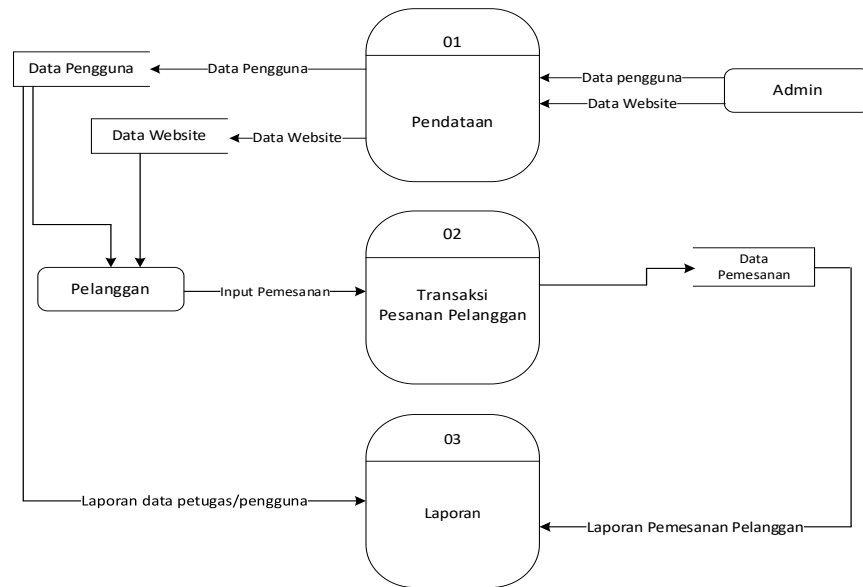 01
Data Pengguna
Data Pengguna
Data pengguna
Admin
Data Website
Pendataan
Data Website
Data Website
02
Data
Pemesanan
Pelanggan
Input Pemesanan
Transaksi
Pesanan Pelanggan
03
Laporan data petugas/pengguna
Laporan
Laporan Pemesanan Pelanggan